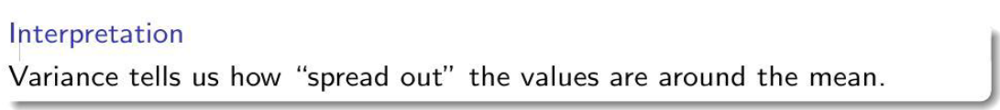 Interpretation
Variance tells us how “spread out” the values are around the mean.